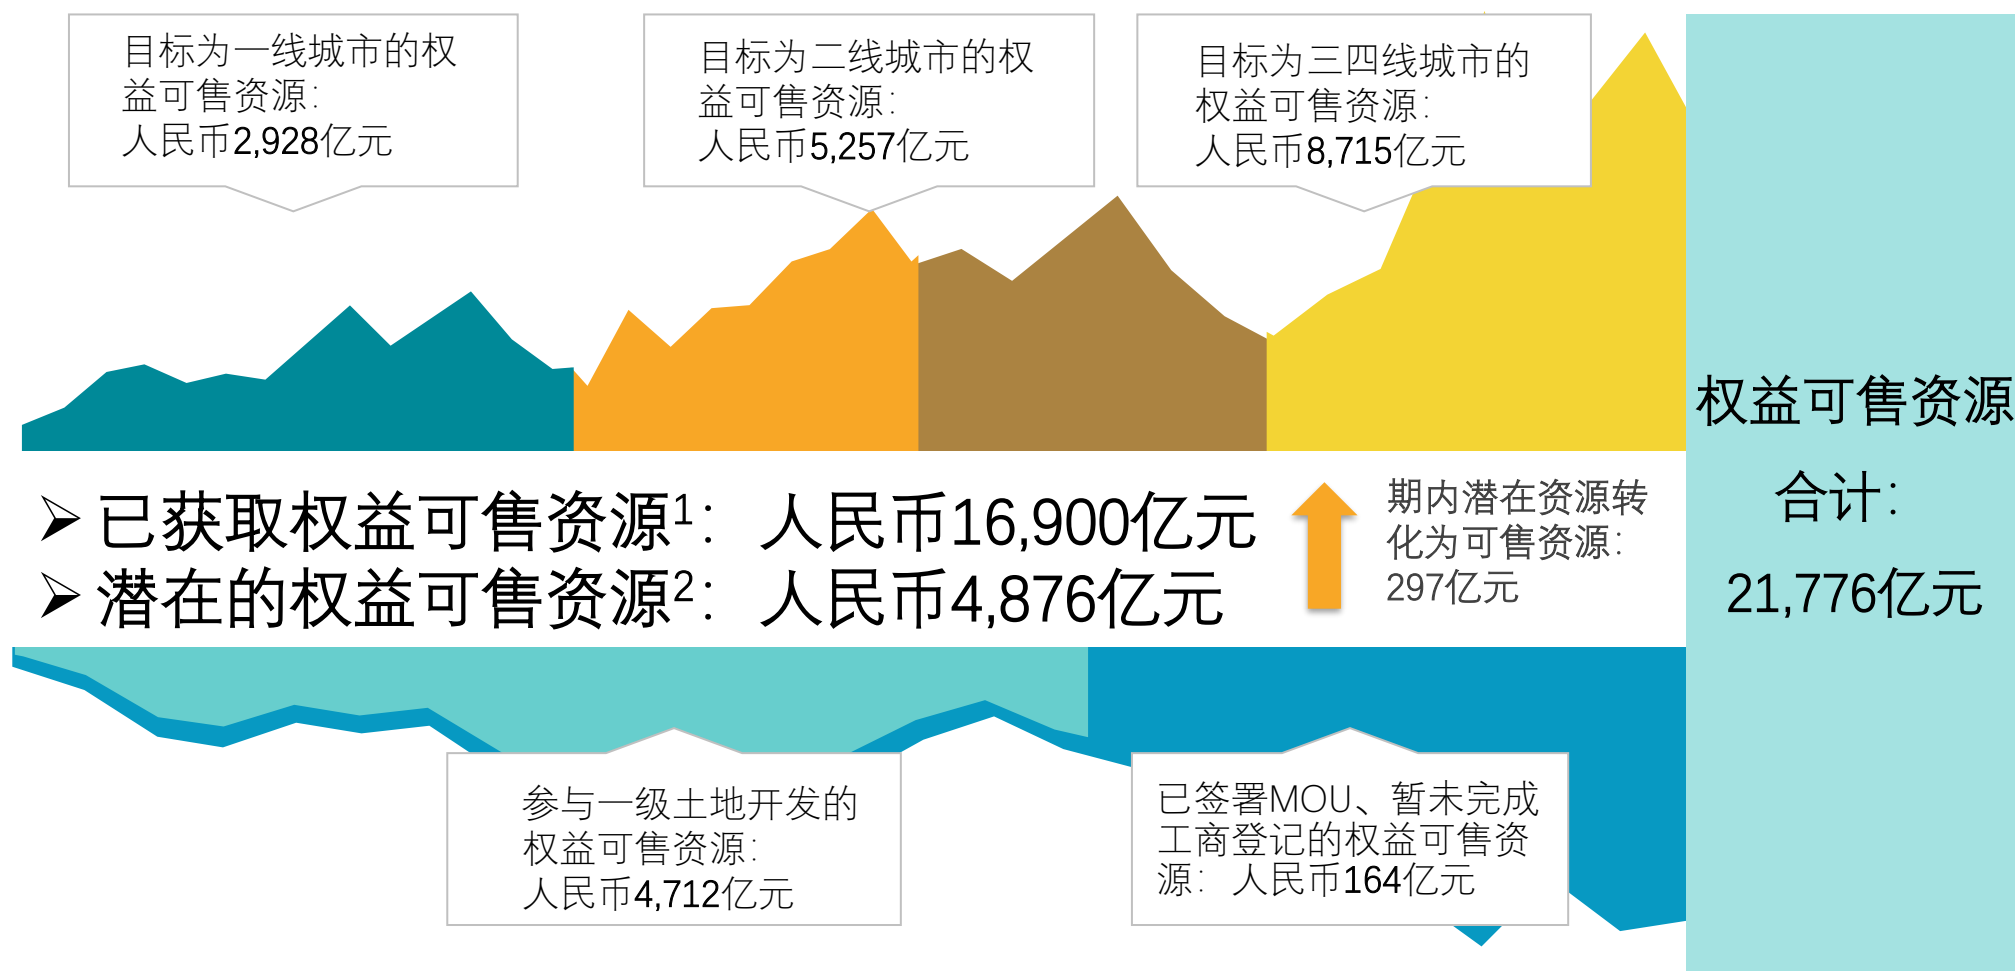 目标为一线城市的权
益可售资源：
人民币2,928亿元
目标为二线城市的权
益可售资源：
人民币5,257亿元
目标为三四线城市的
权益可售资源：
人民币8,715亿元
➢ 已获取权益可售资源1：人民币16,900亿元
➢ 潜在的权益可售资源2：人民币4,876亿元
期内潜在资源转
化为可售资源：
297亿元
权益可售资源
合计：
21,776亿元
参与一级土地开发的
权益可售资源：
人民币4,712亿元
已签署MOU、暂未完成
工商登记的权益可售资
源：人民币164亿元